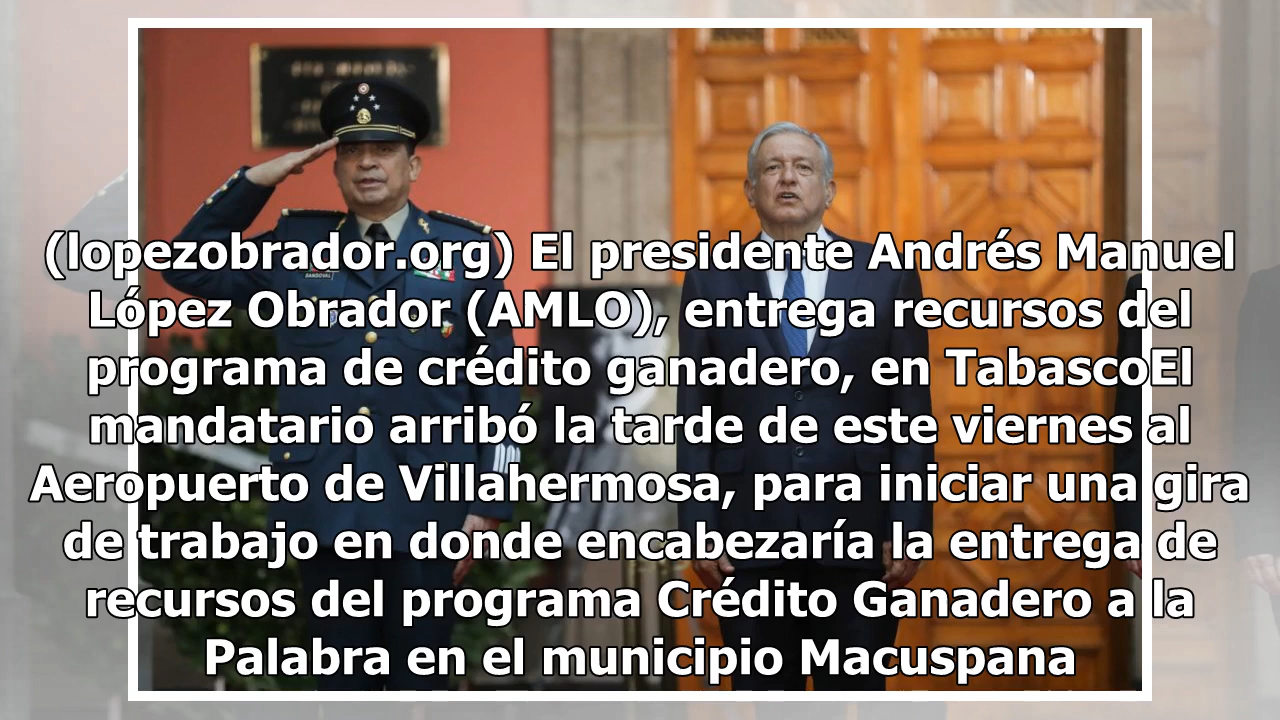 SANDOVAL
(lopezobrador.org) El presidente Andrés Manuel
López Obrador (AMLO), entrega recursos del
programa de crédito ganadero, en TabascoEl
mandatario arribó la tarde de este viernes al
Aeropuerto de Villahermosa, para iniciar una gira
de trabajo en donde encabezaría la entrega de
recursos del programa Crédito Ganadero a la
Palabra en el municipio Macuspana